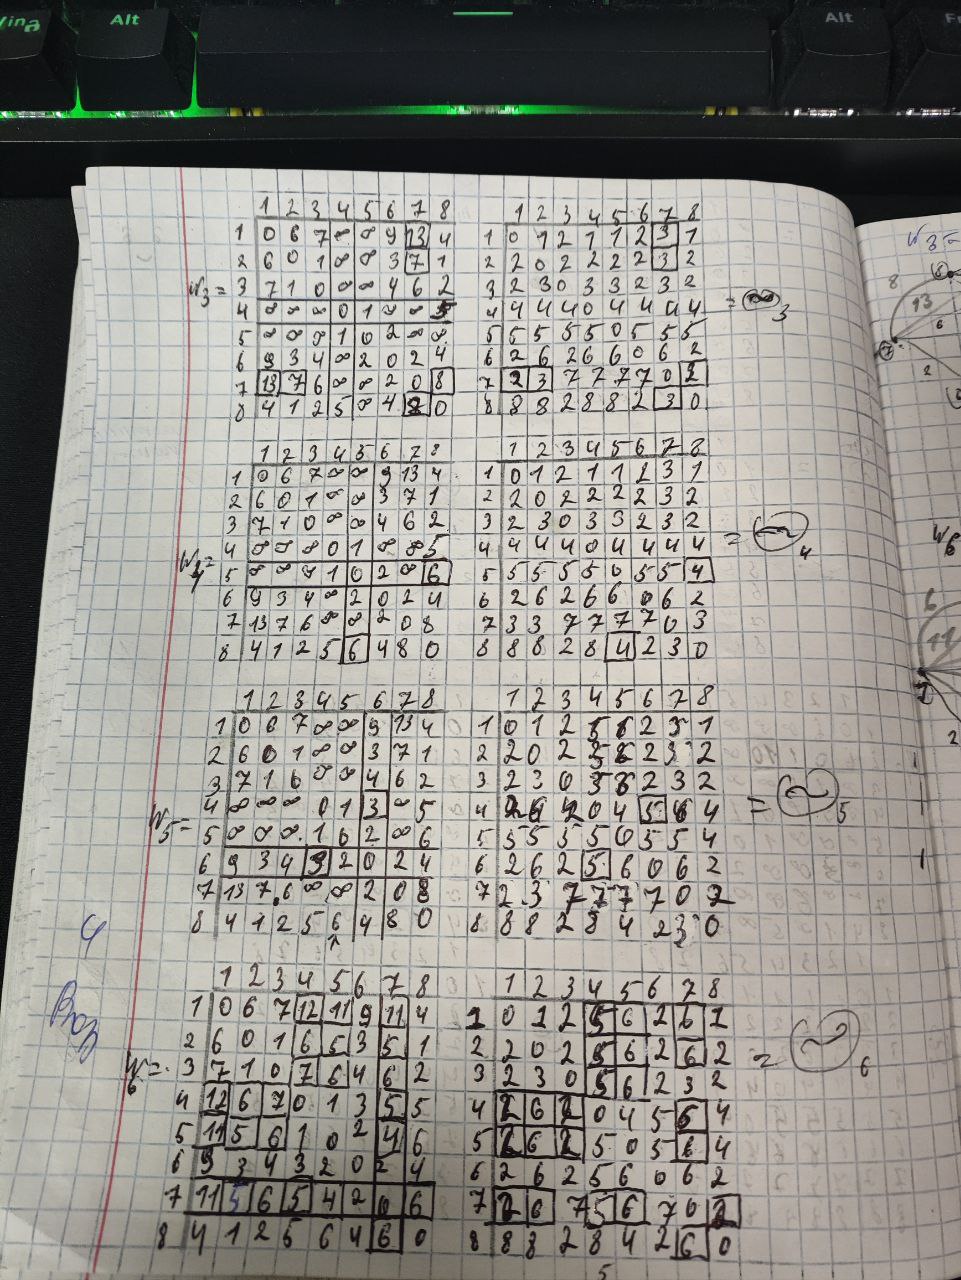 Alt
Alt
1 2 3 4 5 6 7 8
1 0 6 7 ∞ ∞ 9 13 4
2 6 0 1 ∞ ∞ 3 7 1
W3 = 3 7 1 0 ∞ ∞ 4 6 2
4 ∞ ∞ ∞ 0 1 ∞ ∞ 5
5 ∞ ∞ ∞ 1 0 2 ∞ ∞
6 9 3 4 ∞ 2 0 2 4
7 13 7 6 ∞ ∞ 2 0 8
8 4 1 2 5 ∞ 4 8 0
1 2 3 4 5 6 7 8
1 0 1 2 1 1 2 3 1
2 2 0 2 2 2 2 3 2
3 2 3 0 3 3 2 3 2
4 4 4 4 0 4 4 4 4 = 3
5 5 5 5 5 0 5 5 5
6 2 6 2 6 6 0 6 2
7 2 3 7 7 7 7 0 2
8 8 8 2 8 8 2 3 0
1 2 3 4 5 6 7 8
1 0 6 7 ∞ ∞ 9 13 4
2 6 0 1 ∞ ∞ 3 7 1
3 7 1 0 ∞ ∞ 4 6 2
4 ∞ ∞ ∞ 0 1 ∞ ∞ 5
W4 = 5 ∞ ∞ ∞ 1 0 2 ∞ 6
6 9 3 4 ∞ 2 0 2 4
7 13 7 6 ∞ ∞ 2 0 8
8 4 1 2 5 6 4 8 0
1 2 3 4 5 6 7 8
1 0 1 2 1 1 2 3 1
2 2 0 2 2 2 2 3 2
3 2 3 0 3 3 2 3 2
4 4 4 4 0 4 4 4 4 = 4
5 5 5 5 5 0 5 5 4
6 2 6 2 6 6 0 6 2
7 3 3 7 7 7 7 0 3
8 8 8 2 8 4 2 3 0
1 2 3 4 5 6 7 8
1 0 6 7 ∞ ∞ 9 13 4
2 6 0 1 ∞ ∞ 3 7 1
3 7 1 0 ∞ ∞ 4 6 2
4 ∞ ∞ ∞ 0 1 3 ∞ 5
W5 = 5 ∞ ∞ ∞ 1 0 2 ∞ 6
6 9 3 4 3 2 0 2 4
7 13 7 6 ∞ ∞ 2 0 8
8 4 1 2 5 6 4 8 0
1 2 3 4 5 6 7 8
1 0 1 2 5 6 2 3 1
2 2 0 2 5 6 2 3 2
3 2 3 0 5 6 2 3 2
4 2 6 2 0 4 5 6 4 = 5
5 5 5 5 5 0 5 5 4
6 2 6 2 5 6 0 6 2
7 2 3 7 7 7 7 0 2
8 8 8 2 8 4 2 3 0
1 2 3 4 5 6 7 8
1 0 6 7 12 11 9 11 4
2 6 0 1 6 5 3 5 1
W6 = 3 7 1 0 7 6 4 6 2
4 12 6 7 0 1 3 5 5
5 11 5 6 1 0 2 4 6
6 9 3 4 3 2 0 2 4
7 11 5 6 5 4 2 0 6
8 4 1 2 5 6 4 6 0
1 2 3 4 5 6 7 8
1 0 1 2 5 6 2 6 1
2 2 0 2 5 6 2 6 2 = 6
3 2 3 0 5 6 2 3 2
4 2 6 2 0 4 5 6 4
5 2 6 2 5 0 5 6 4
6 2 6 2 5 6 0 6 2
7 2 6 7 5 6 7 0 2
8 8 8 2 8 4 2 6 0
W3 =
8
13
6
2
W6
6
11
2